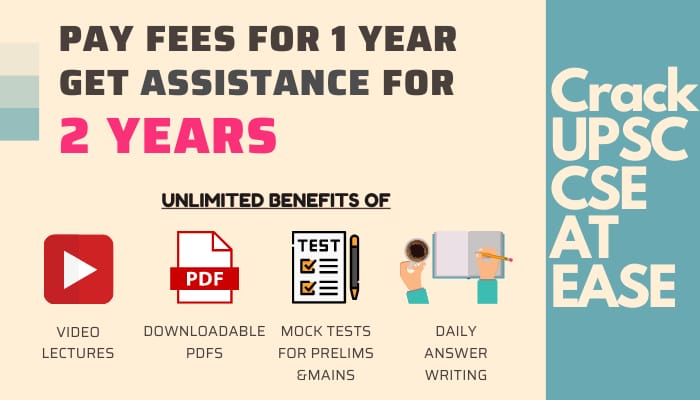 PAY FEES FOR 1 YEAR
GET ASSISTANCE FOR
2 YEARS
UNLIMITED BENEFITS OF
PDF
TEST
VIDEO
LECTURES
DOWNLOADABLE
PDFS
MOCK TESTS
FOR PRELIMS
&MAINS
DAILY
ANSWER
WRITING
Crack
UPSC
CSE
AT
EASE